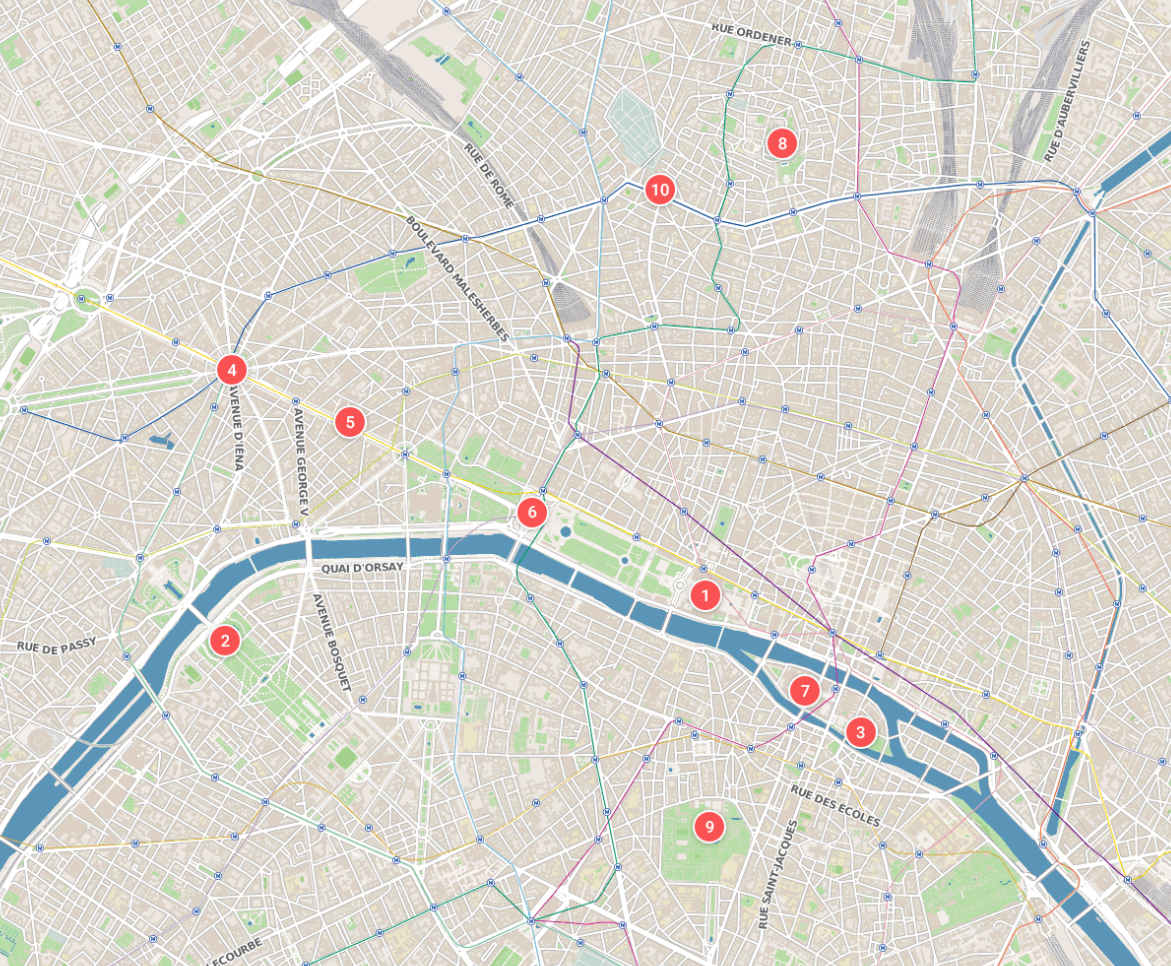 RUE ORDENER
RUE D'AUBERVILLIERS
8
RUE DE ROME
10
BOULEVARD MALESHERBES
4
AVENUE D'IENA
5
AVENUE GEORGE V
6
QUAI D'ORSAY
1
AVENUE BOSQUET
2
RUE DE PASSY
7
3
RUE DES ÉCOLES
9
RUE SAINT-JACQUES
LECOURBE